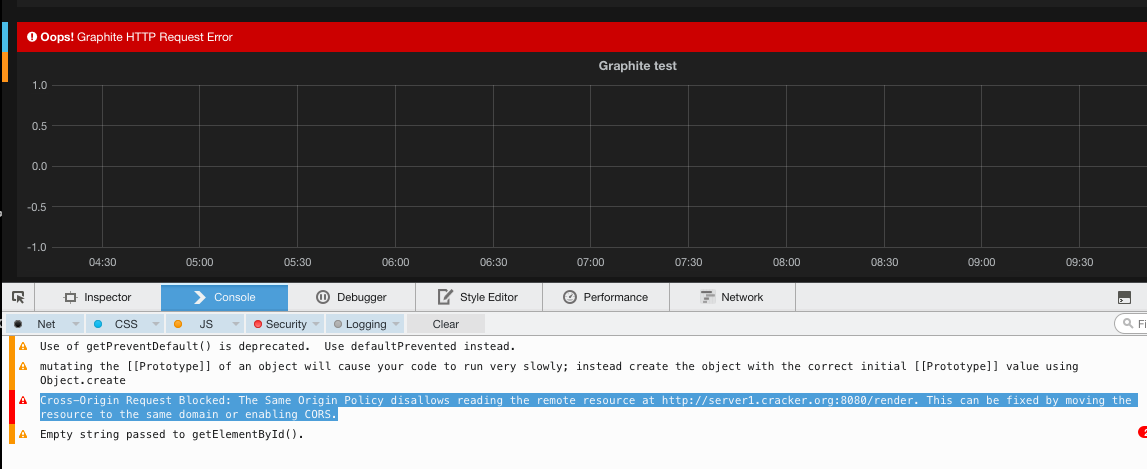 Oops! Graphite HTTP Request Error
Graphite test
1.0
0.5
0.0
-0.5
-1.0
04:30 05:00 05:30 06:00 06:30 07:00 07:30 08:00 08:30 09:00 09:30
Inspector Console Debugger Style Editor Performance Network
Net CSS JS Security Logging Clear
Use of getPreventDefault() is deprecated.  Use defaultPrevented instead.
mutating the [[Prototype]] of an object will cause your code to run very slowly; instead create the object with the correct initial [[Prototype]] value using
Object.create
Cross-Origin Request Blocked: The Same Origin Policy disallows reading the remote resource at http://server1.cracker.org:8080/render. This can be fixed by moving the
resource to the same domain or enabling CORS.
Empty string passed to getElementById().